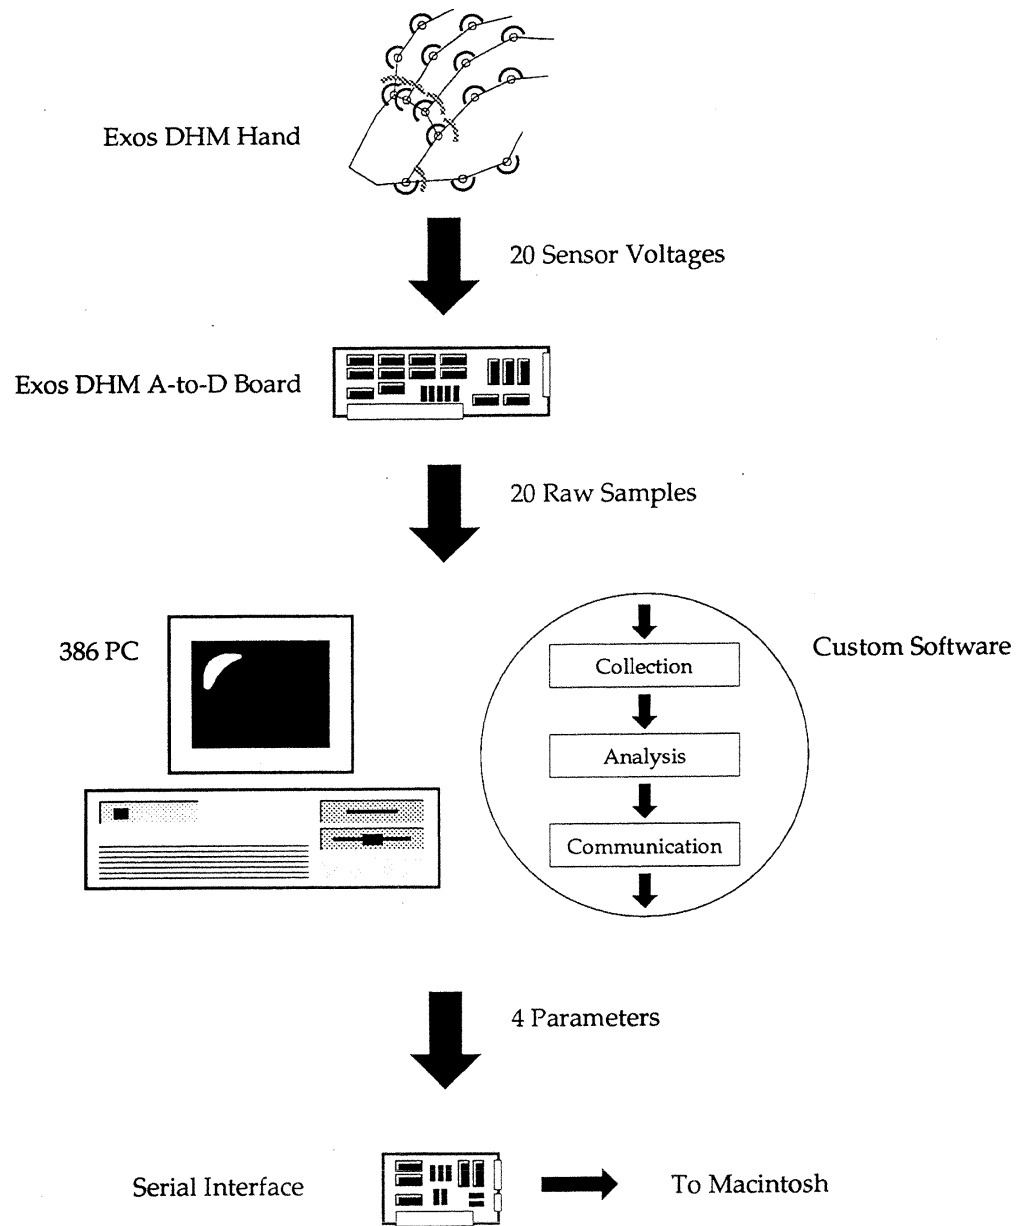 Exos DHM Hand
20 Sensor Voltages
Exos DHM A-to-D Board
20 Raw Samples
386 PC
Custom Software
Collection
Analysis
Communication
4 Parameters
Serial Interface
To Macintosh